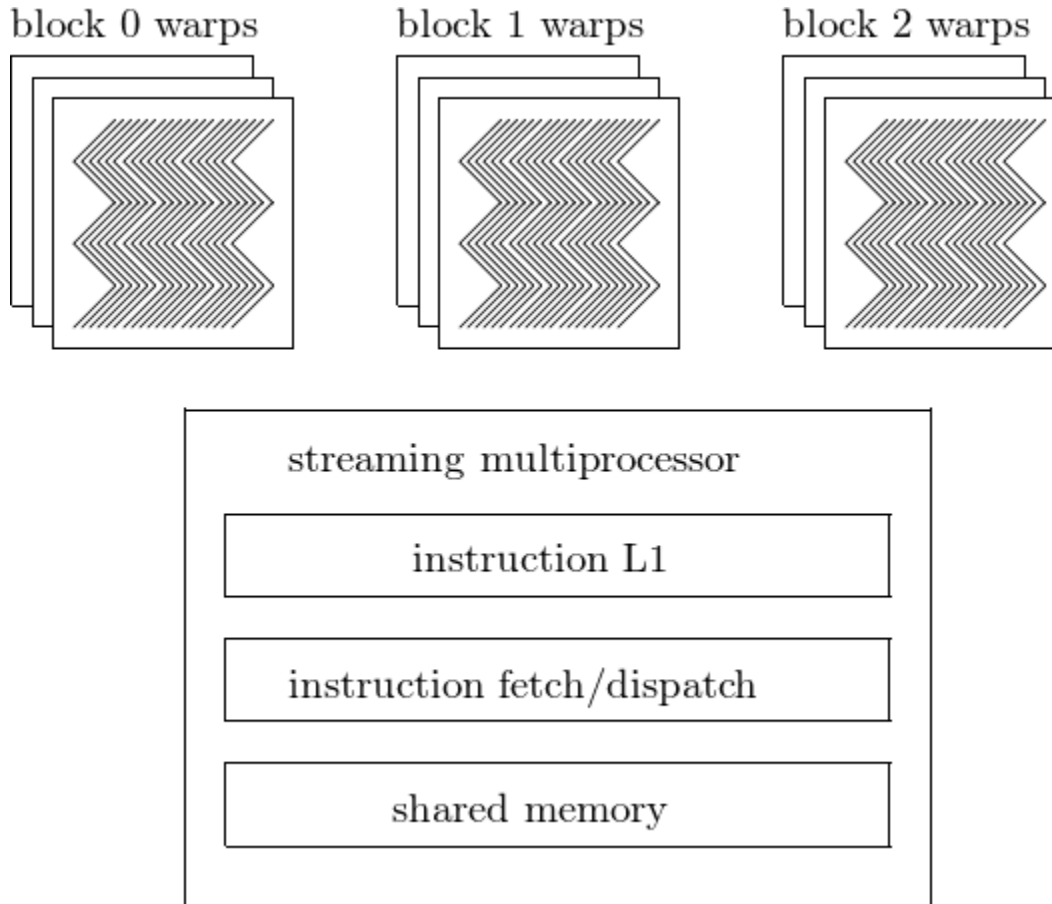 block 0 warps
block 1 warps
block 2 warps
streaming multiprocessor
instruction L1
instruction fetch/dispatch
shared memory